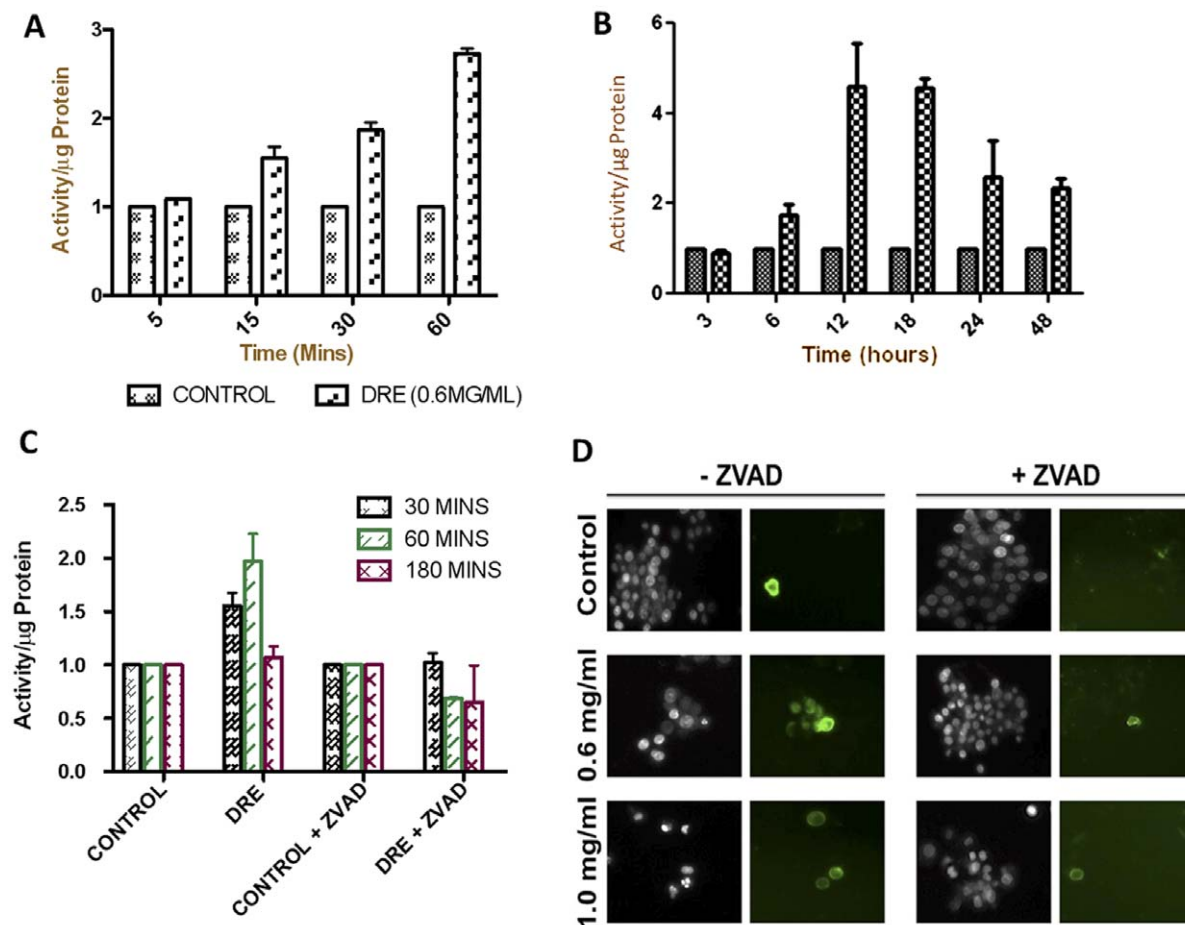 A
Activity/µg Protein
3
2
1
0
5
15
30
60
Time (Mins)
CONTROL
DRE (0.6MG/ML)
B
Activity/µg Protein
6
4
2
0
3
6
12
18
24
48
Time (hours)
C
Activity/µg Protein
2.5
2.0
1.5
1.0
0.5
0.0
30 MINS
60 MINS
180 MINS
CONTROL
DRE
CONTROL + ZVAD
DRE + ZVAD
D
- ZVAD
+ ZVAD
Control
0.6 mg/ml
1.0 mg/ml